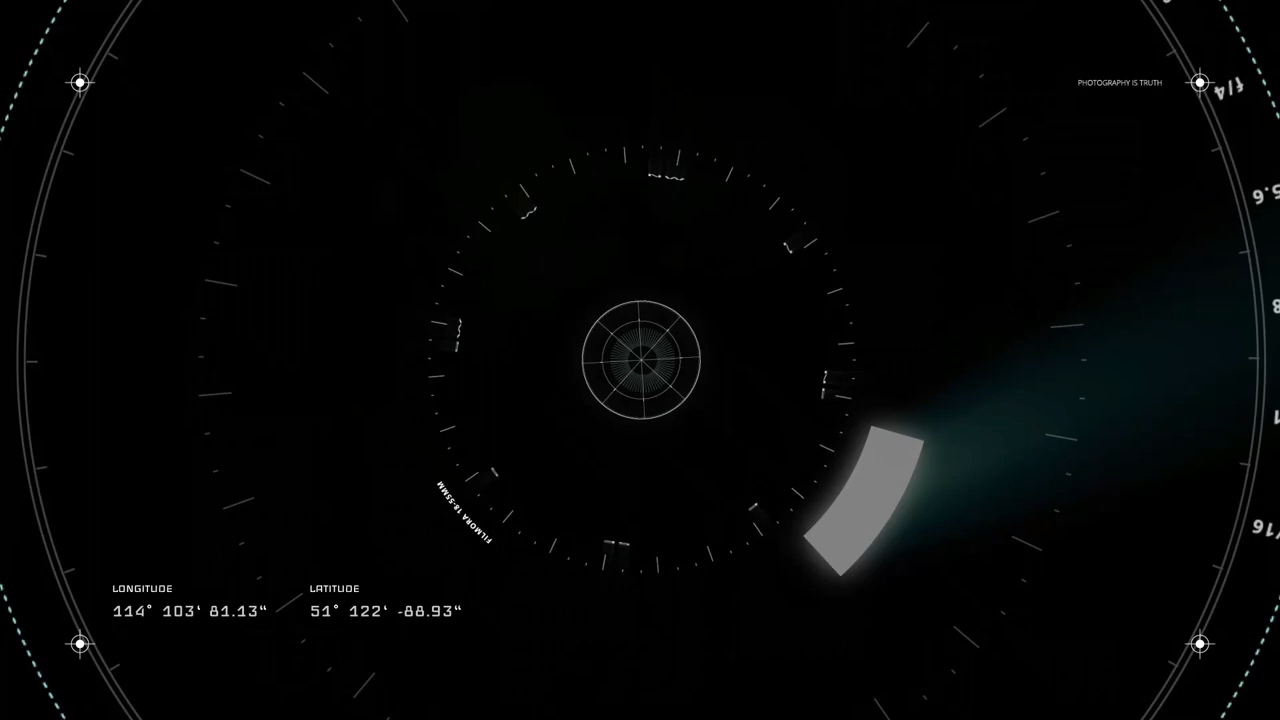 PHOTOGRAPHY IS TRUTH
f/4
5.6
8
f/16
FILMORA 18-55MM
LONGITUDE
114° 103‘ 81.13“
LATITUDE
51° 122‘ -88.93“